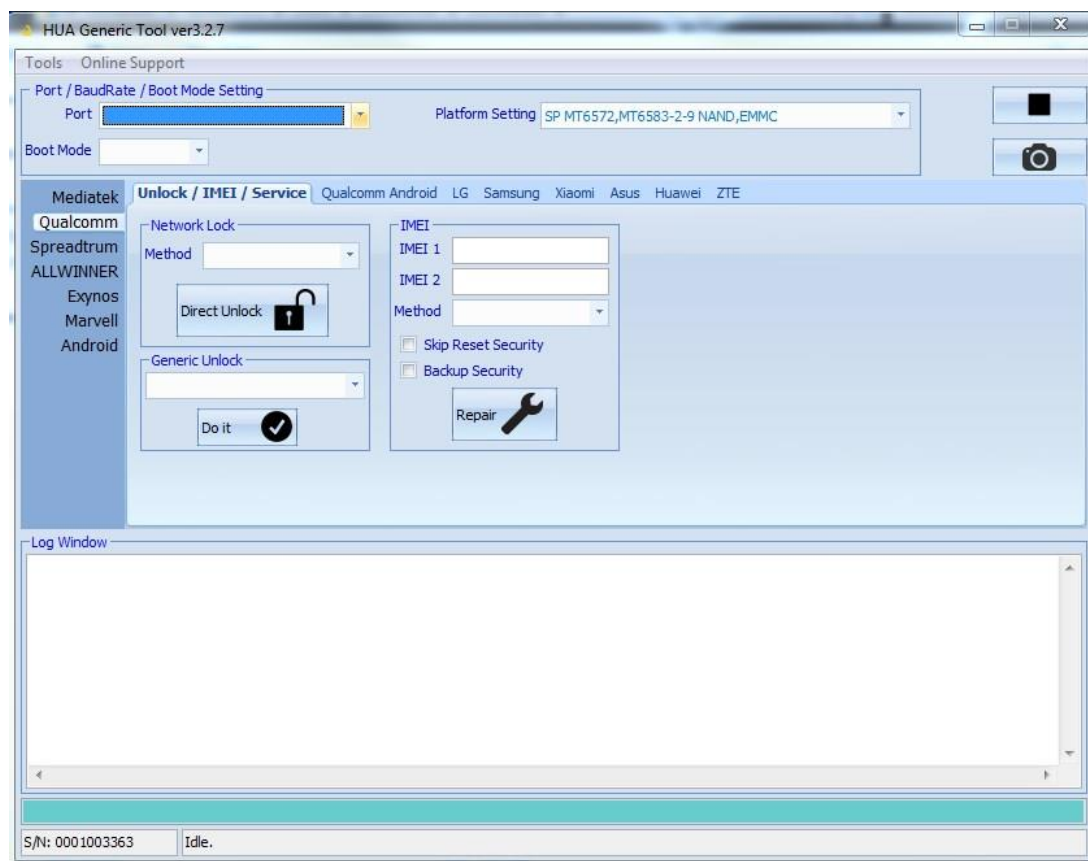 HUA Generic Tool ver3.2.7
Tools Online Support
Port / BaudRate / Boot Mode Setting
Port
Platform Setting SP MT6572,MT6583-2-9 NAND,EMMC
Boot Mode
Mediatek
Qualcomm
Spreadtrum
ALLWINNER
Exynos
Marvell
Android
Unlock / IMEI / Service Qualcomm Android LG Samsung Xiaomi Asus Huawei ZTE
Network Lock
Method
Direct Unlock
Generic Unlock
Do it
IMEI
IMEI 1
IMEI 2
Method
Skip Reset Security
Backup Security
Repair
Log Window
S/N: 0001003363 Idle.